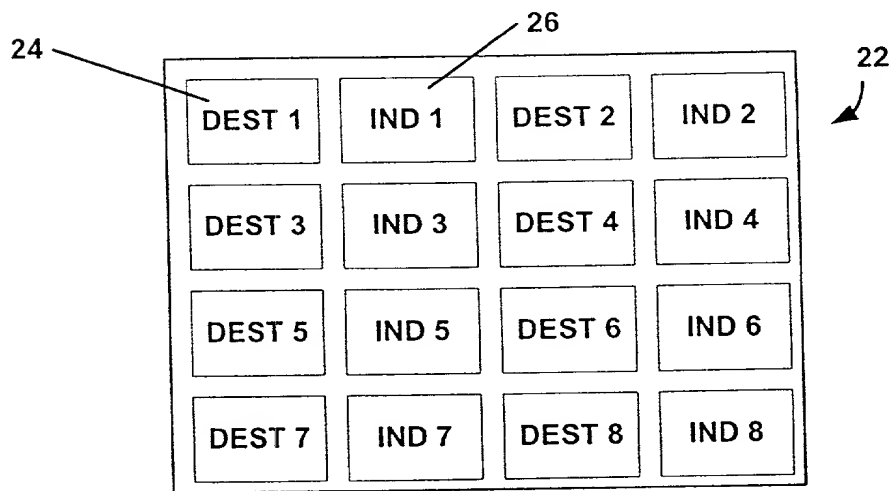 26
24
22
DEST 1 IND 1 DEST 2 IND 2
DEST 3 IND 3 DEST 4 IND 4
DEST 5 IND 5 DEST 6 IND 6
DEST 7 IND 7 DEST 8 IND 8